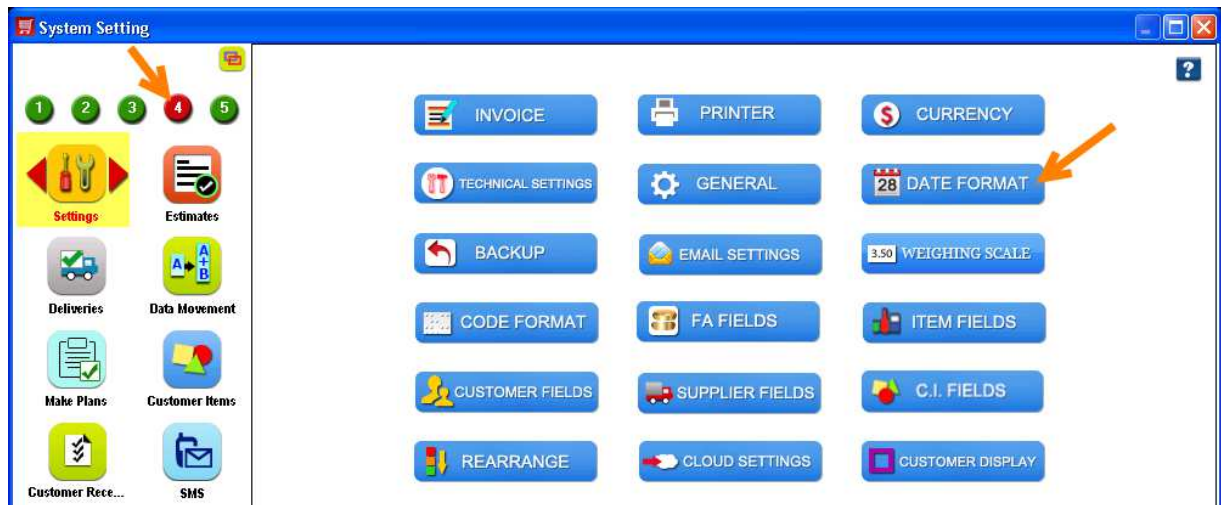 System Setting
?
1 2 3 4 5
Settings Estimates
Deliveries A A+B Data Movement
Make Plans Customer Items
Customer Rece... SMS
INVOICE PRINTER $ CURRENCY
TECHNICAL SETTINGS GENERAL 28 DATE FORMAT
BACKUP EMAIL SETTINGS 3.50 WEIGHING SCALE
CODE FORMAT FA FIELDS ITEM FIELDS
CUSTOMER FIELDS SUPPLIER FIELDS C.I. FIELDS
REARRANGE CLOUD SETTINGS CUSTOMER DISPLAY